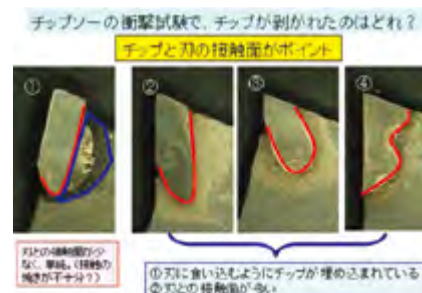 チップソーの衝撃試験で、チップが剥がれたのはどれ？
チップと刃の接触面がポイント
①
②
③
④
刃との接触面が少
なく、単純。(接触の
焼きが不十分？)
①刃に食い込むようにチップが埋め込まれている
②刃との接触面が多い